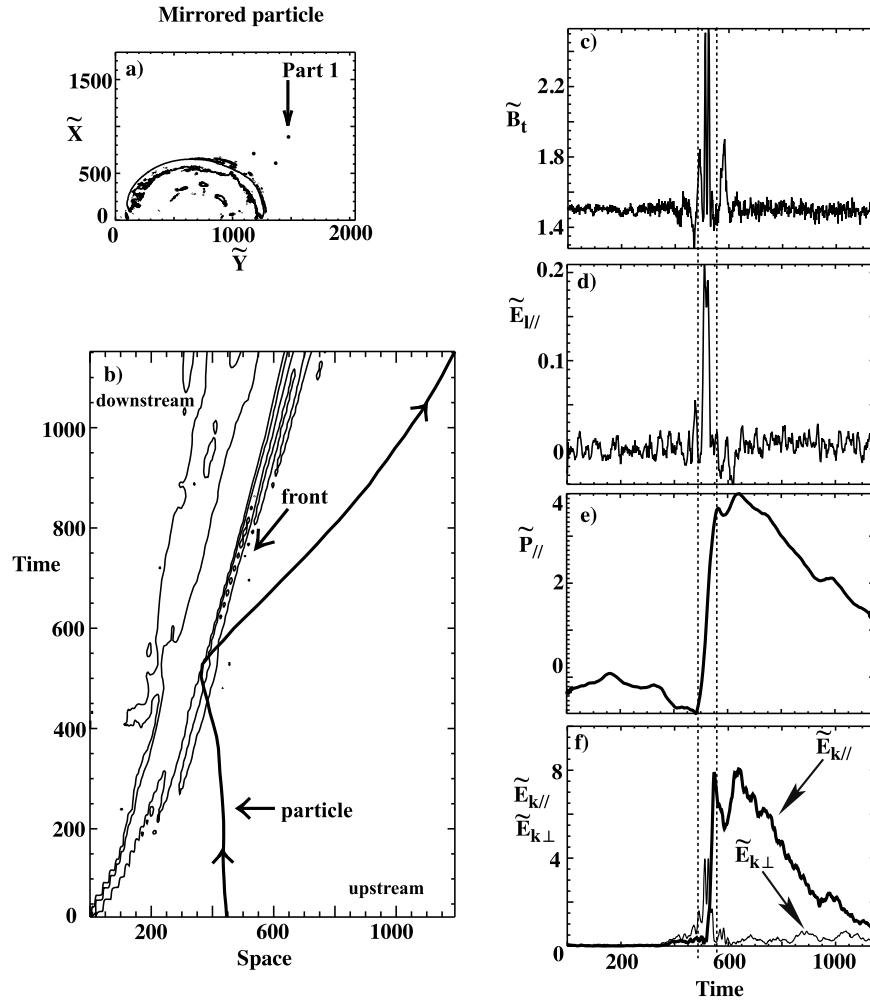 Mirrored particle
a)
Part 1
1500
X̃
1000
500
0
0
1000
2000
Ỹ
b)
downstream
1000
front
800
Time
600
400
particle
200
upstream
0
200
600
1000
Space
c)
2.2
B̃t
1.8
1.4
0.2
d)
Ẽl//
0.1
0
4
e)
P̃//
2
0
f)
Ẽk//
8
Ẽk//
Ẽk⊥
4
Ẽk⊥
0
200
600
1000
Time